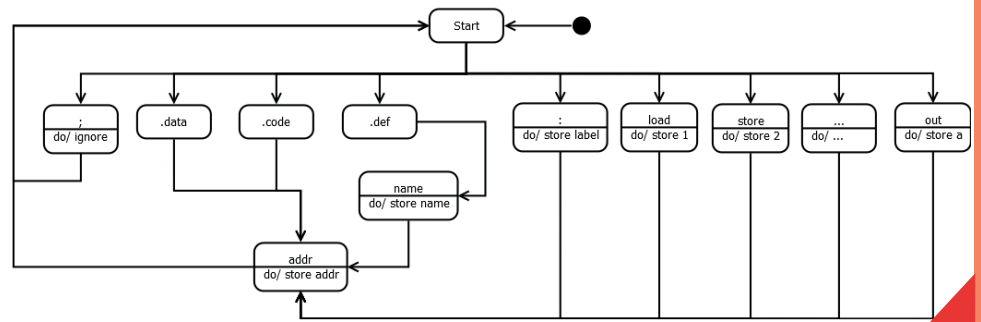 Start
;
do/ ignore
.data
.code
.def
:
do/ store label
load
do/ store 1
store
do/ store 2
...
do/ ...
out
do/ store a
name
do/ store name
addr
do/ store addr